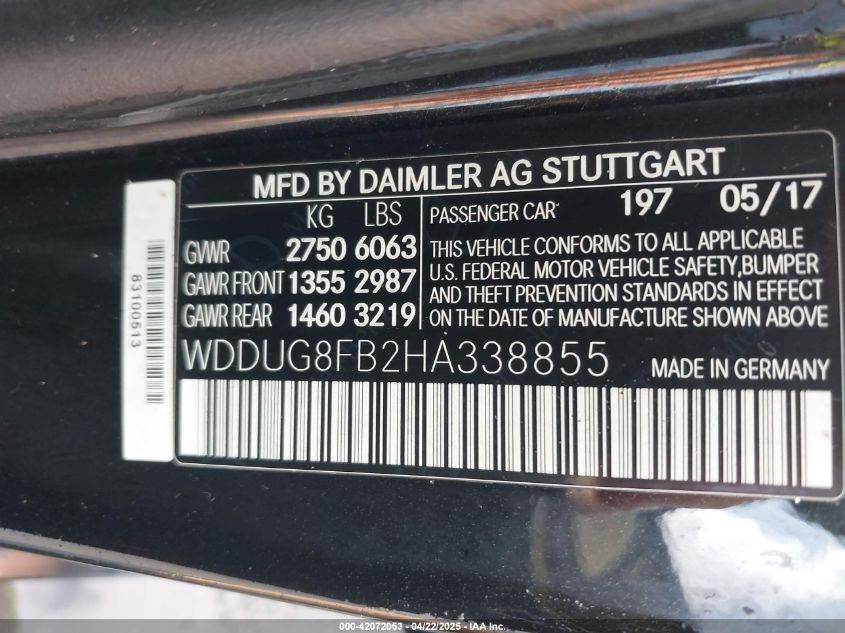 MFD BY DAIMLER AG STUTTGART
KG LBS
GVWR 2750 6063
GAWR FRONT 1355 2987
GAWR REAR 1460 3219
PASSENGER CAR 197 05/17
THIS VEHICLE CONFORMS TO ALL APPLICABLE
U.S. FEDERAL MOTOR VEHICLE SAFETY,BUMPER
AND THEFT PREVENTION STANDARDS IN EFFECT
ON THE DATE OF MANUFACTURE SHOWN ABOVE
WDDUG8FB2HA338855 MADE IN GERMANY
83100513
000-42072053 - 04/22/2025 - IAA Inc.